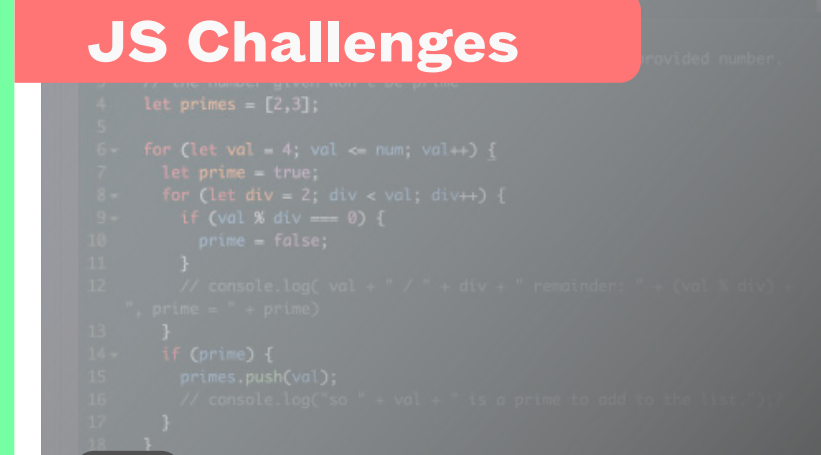 JS Challenges
provided number,
3 // the number given won't be prime
4 let primes = [2,3];
5
6 for (let val = 4; val <= num; val++) {
7 let prime = true;
8 for (let div = 2; div < val; div++) {
9 if (val % div === 0) {
10 prime = false;
11 }
12 // console.log( val + " / " + div + " remainder: " + (val % div) +
", prime = " + prime)
13 }
14 if (prime) {
15 primes.push(val);
16 // console.log("so " + val + " is a prime to add to the list.");
17 }
18 }